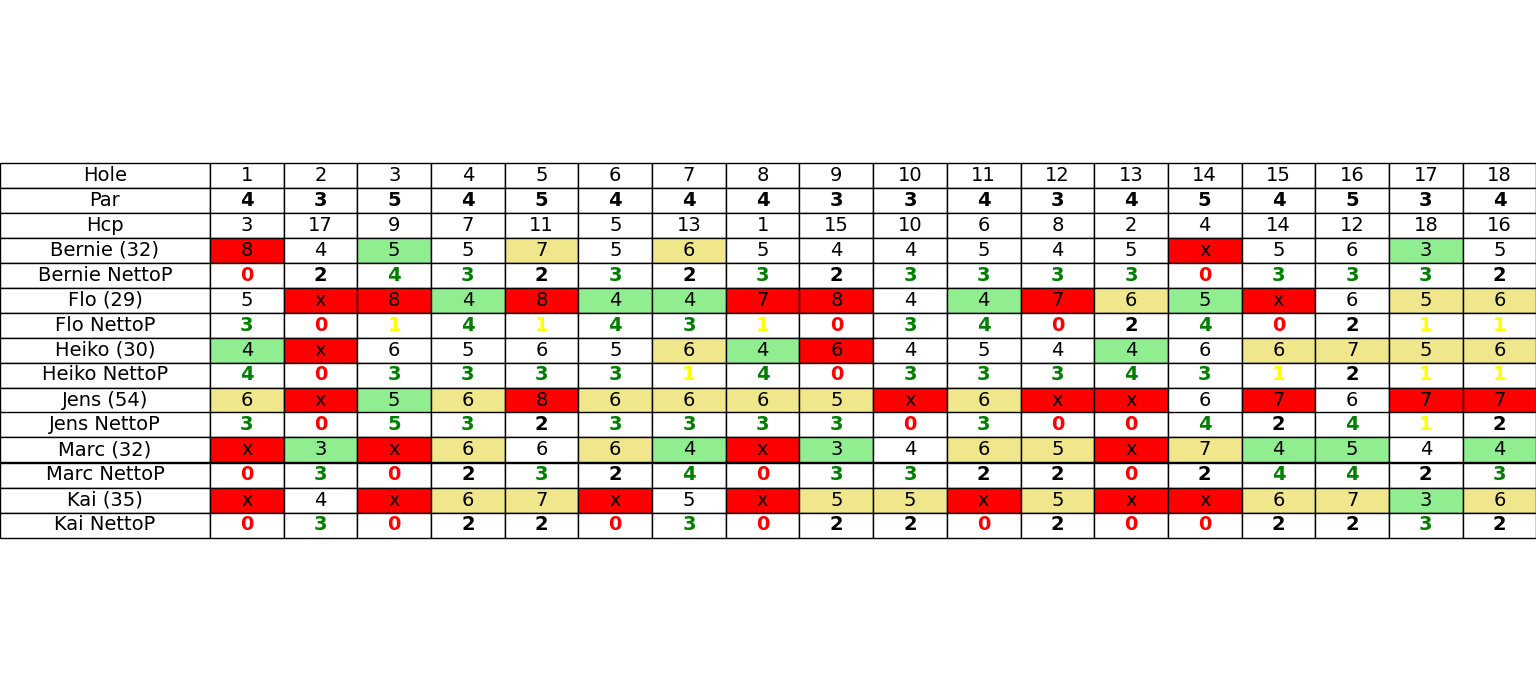 Hole 1 2 3 4 5 6 7 8 9 10 11 12 13 14 15 16 17 18
Par 4 3 5 4 5 4 4 4 3 3 4 3 4 5 4 5 3 4
Hcp 3 17 9 7 11 5 13 1 15 10 6 8 2 4 14 12 18 16
Bernie (32) 8 4 5 5 7 5 6 5 4 4 5 4 5 x 5 6 3 5
Bernie NettoP 0 2 4 3 2 3 2 3 2 3 3 3 3 0 3 3 3 2
Flo (29) 5 x 8 4 8 4 4 7 8 4 4 7 6 5 x 6 5 6
Flo NettoP 3 0 1 4 1 4 3 1 0 3 4 0 2 4 0 2 1 1
Heiko (30) 4 x 6 5 6 5 6 4 6 4 5 4 4 6 6 7 5 6
Heiko NettoP 4 0 3 3 3 3 1 4 0 3 3 3 4 3 1 2 1 1
Jens (54) 6 x 5 6 8 6 6 6 5 x 6 x x 6 7 6 7 7
Jens NettoP 3 0 5 3 2 3 3 3 3 0 3 0 0 4 2 4 1 2
Marc (32) x 3 x 6 6 6 4 x 3 4 6 5 x 7 4 5 4 4
Marc NettoP 0 3 0 2 3 2 4 0 3 3 2 2 0 2 4 4 2 3
Kai (35) x 4 x 6 7 x 5 x 5 5 x 5 x x 6 7 3 6
Kai NettoP 0 3 0 2 2 0 3 0 2 2 0 2 0 0 2 2 3 2